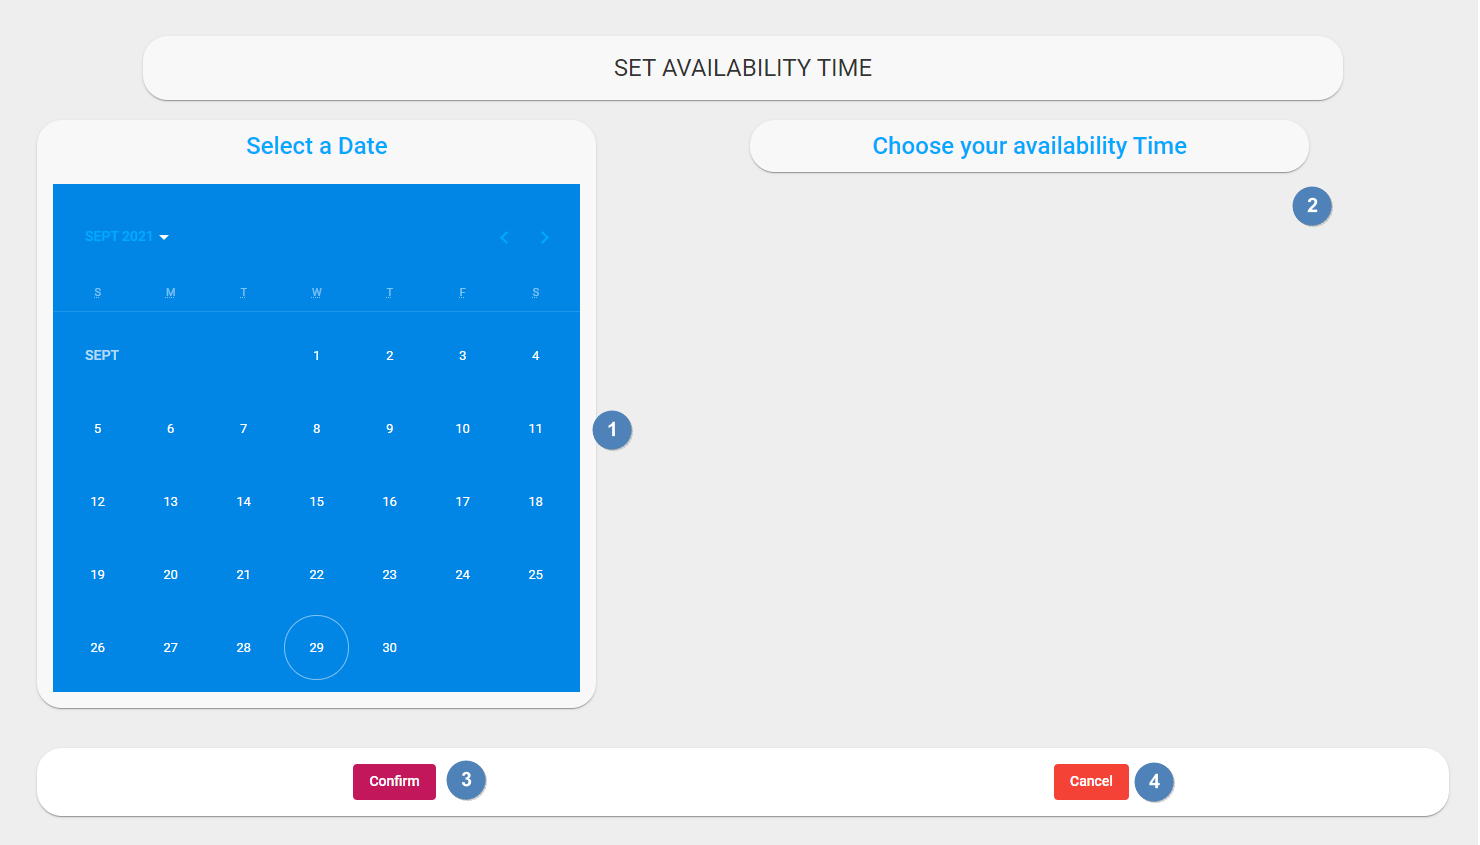 SET AVAILABILITY TIME
Select a Date
Choose your availability Time
2
SEPT 2021
S M T W T F S
SEPT 1 2 3 4
5 6 7 8 9 10 11
1
12 13 14 15 16 17 18
19 20 21 22 23 24 25
26 27 28 29 30
Confirm 3
Cancel 4